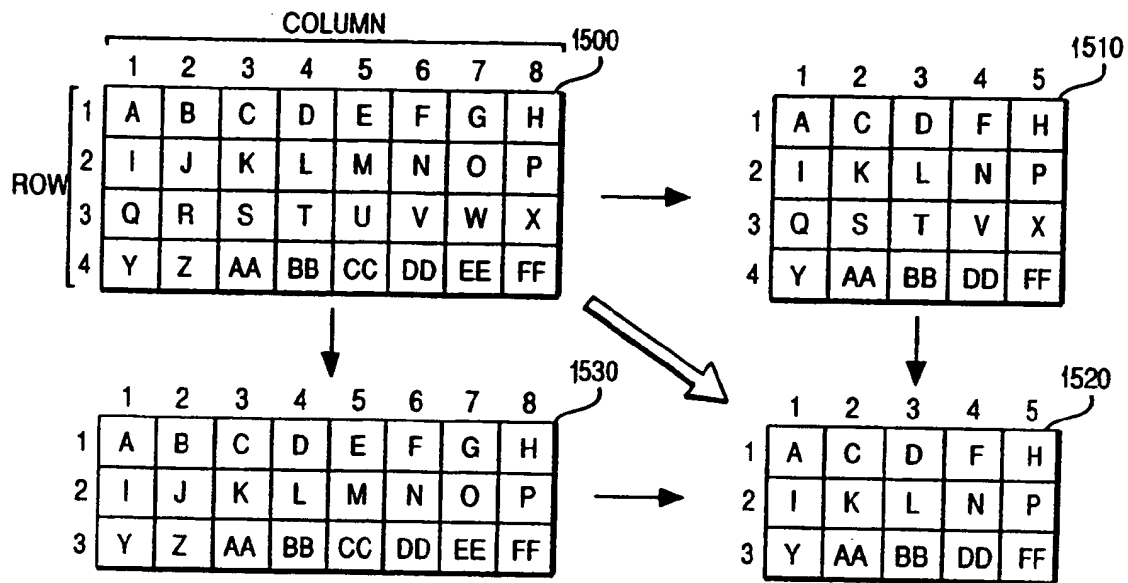 COLUMN
1500
1 2 3 4 5 6 7 8
ROW
1 A B C D E F G H
2 I J K L M N O P
3 Q R S T U V W X
4 Y Z AA BB CC DD EE FF
1510
1 2 3 4 5
1 A C D F H
2 I K L N P
3 Q S T V X
4 Y AA BB DD FF
1530
1 2 3 4 5 6 7 8
1 A B C D E F G H
2 I J K L M N O P
3 Y Z AA BB CC DD EE FF
1520
1 2 3 4 5
1 A C D F H
2 I K L N P
3 Y AA BB DD FF